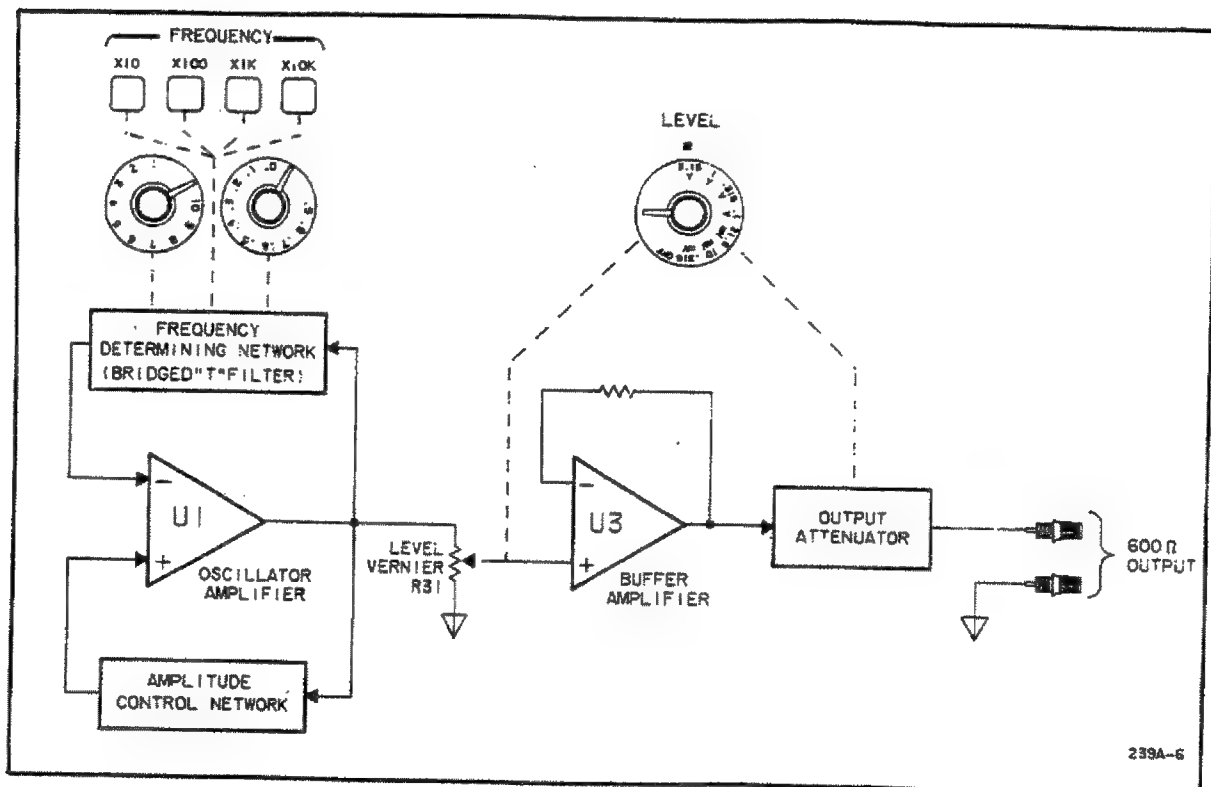 FREQUENCY
X10 X100 X1K X10K
LEVEL
FREQUENCY
DETERMINING NETWORK
(BRIDGED"T"FILTER)
U1
OSCILLATOR
AMPLIFIER
LEVEL
VERNIER
R31
U3
BUFFER
AMPLIFIER
OUTPUT
ATTENUATOR
600Ω
OUTPUT
AMPLITUDE
CONTROL NETWORK
239A-6